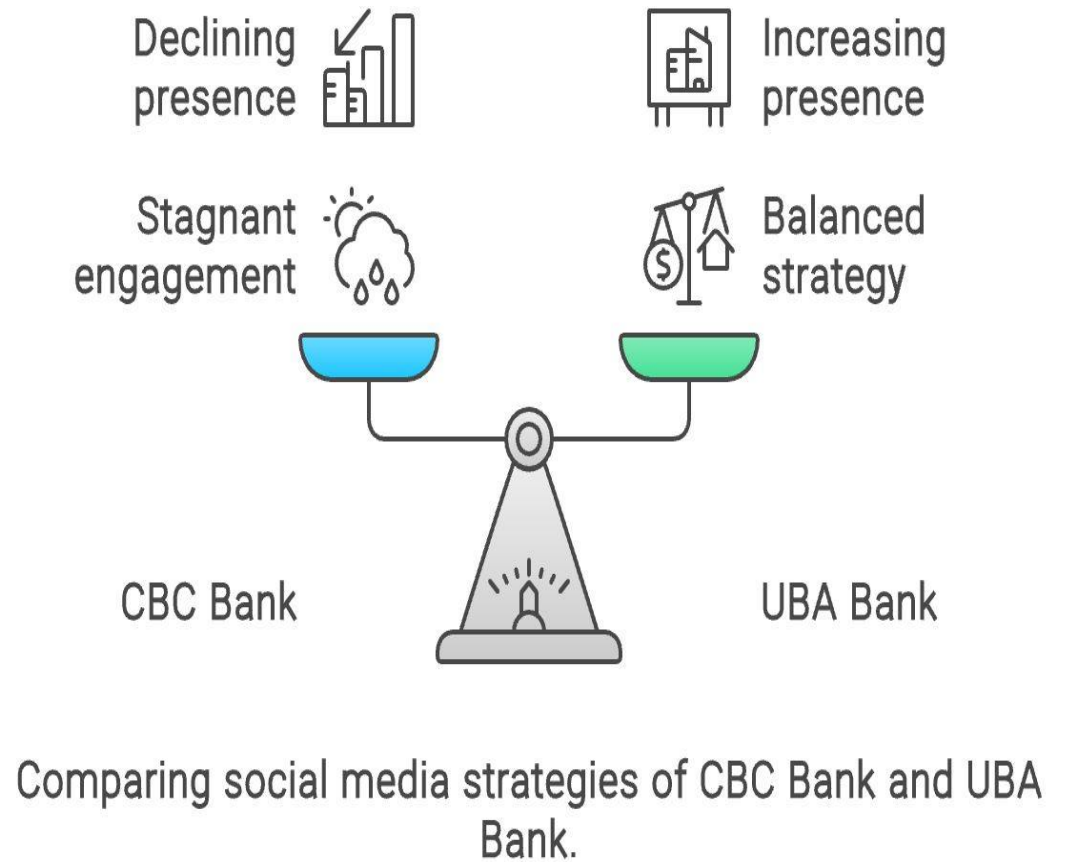 Declining
presence
Increasing
presence
Stagnant
engagement
$
Balanced
strategy
CBC Bank
UBA Bank
Comparing social media strategies of CBC Bank and UBA
Bank.